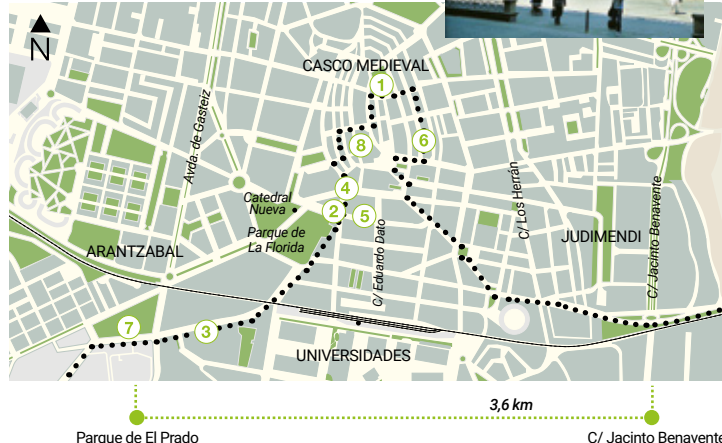 N
CASCO MEDIEVAL
1
Avda. de Gasteiz
6
8
C/ Los Herrán
C/ Jacinto Benavente
4
Catedral
Nueva
2
5
Parque de
La Florida
C/ Eduardo Dato
JUDIMENDI
ARANTZABAL
7
3
UNIVERSIDADES
3,6 km
Parque de El Prado
C/ Jacinto Benavente